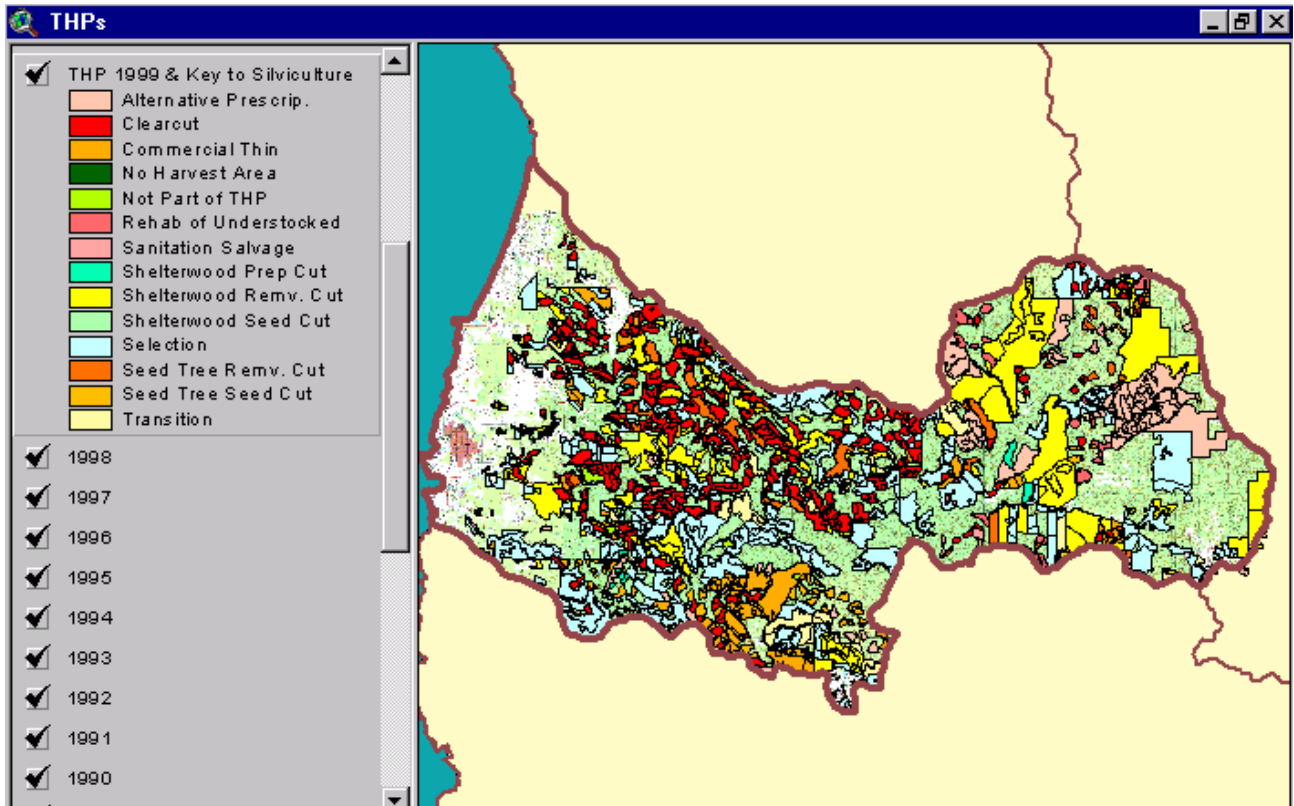 THPs
THP 1999 & Key to Silviculture
Alternative Prescrip.
Clearcut
Commercial Thin
No Harvest Area
Not Part of THP
Rehab of Understocked
Sanitation Salvage
Shelterwood Prep Cut
Shelterwood Remv. Cut
Shelterwood Seed Cut
Selection
Seed Tree Remv. Cut
Seed Tree Seed Cut
Transition
1998
1997
1996
1995
1994
1993
1992
1991
1990